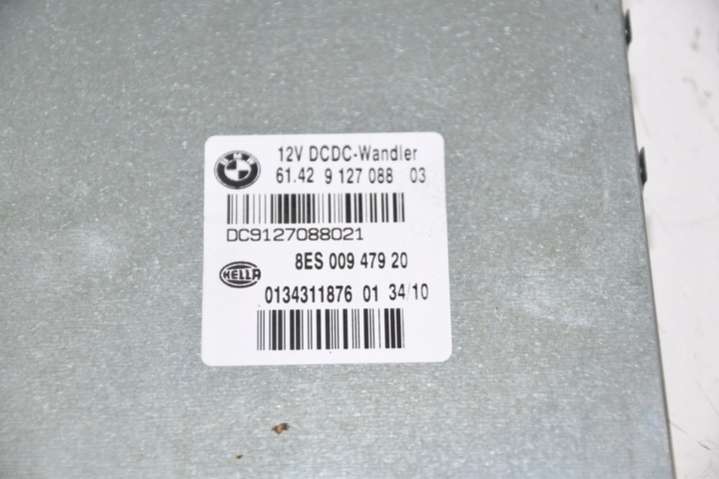 BMW
12V DCDC-Wandler
61.42 9 127 088 03
DC9127088021
HELLA
8ES 009 479 20
0134311876 01 34/10